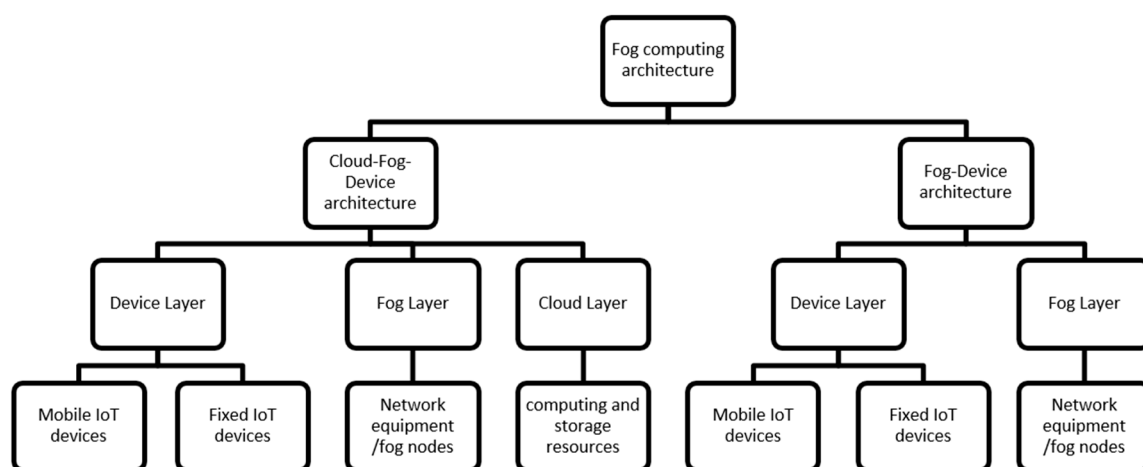 Fog computing
architecture
Cloud-Fog-
Device
architecture
Fog-Device
architecture
Device Layer
Fog Layer
Cloud Layer
Device Layer
Fog Layer
Mobile IoT
devices
Fixed IoT
devices
Network
equipment
/fog nodes
computing and
storage
resources
Mobile IoT
devices
Fixed IoT
devices
Network
equipment
/fog nodes